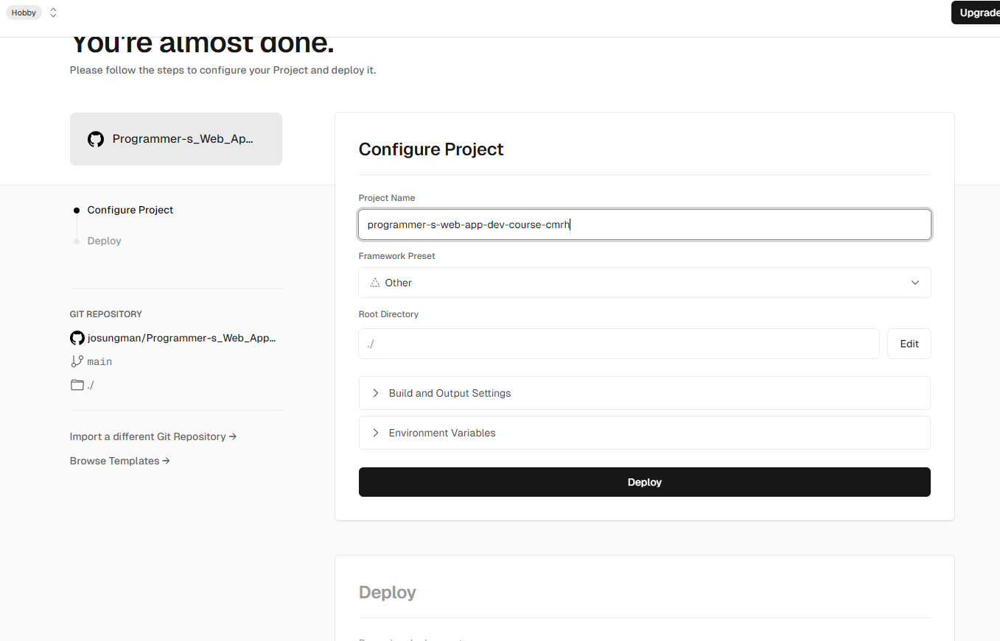 Hobby
Upgrade
You're almost done.
Please follow the steps to configure your Project and deploy it.
Programmer-s_Web_Ap...
Configure Project
Deploy
GIT REPOSITORY
josungman/Programmer-s_Web_App...
main
./
Import a different Git Repository →
Browse Templates →
Configure Project
Project Name
programmer-s-web-app-dev-course-cmrh
Framework Preset
Other
Root Directory
./
Edit
Build and Output Settings
Environment Variables
Deploy
Deploy